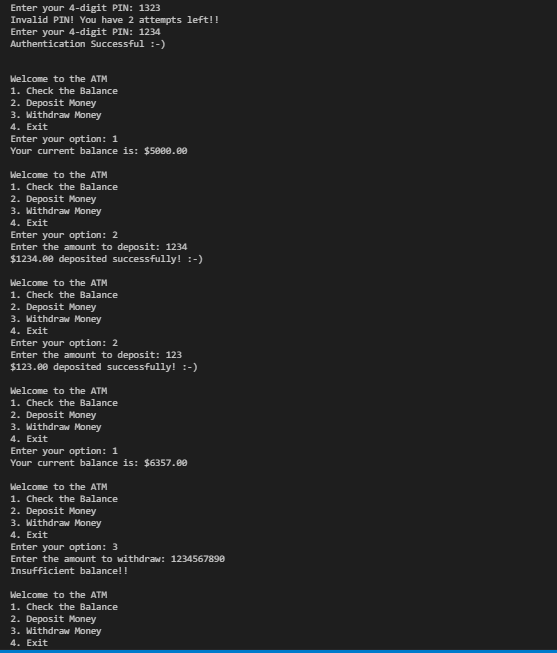 Enter your 4-digit PIN: 1323
Invalid PIN! You have 2 attempts left!!
Enter your 4-digit PIN: 1234
Authentication Successful :-)
Welcome to the ATM
1. Check the Balance
2. Deposit Money
3. Withdraw Money
4. Exit
Enter your option: 1
Your current balance is: $5000.00
Welcome to the ATM
1. Check the Balance
2. Deposit Money
3. Withdraw Money
4. Exit
Enter your option: 2
Enter the amount to deposit: 1234
$1234.00 deposited successfully! :-)
Welcome to the ATM
1. Check the Balance
2. Deposit Money
3. Withdraw Money
4. Exit
Enter your option: 2
Enter the amount to deposit: 123
$123.00 deposited successfully! :-)
Welcome to the ATM
1. Check the Balance
2. Deposit Money
3. Withdraw Money
4. Exit
Enter your option: 1
Your current balance is: $6357.00
Welcome to the ATM
1. Check the Balance
2. Deposit Money
3. Withdraw Money
4. Exit
Enter your option: 3
Enter the amount to withdraw: 1234567890
Insufficient balance!!
Welcome to the ATM
1. Check the Balance
2. Deposit Money
3. Withdraw Money
4. Exit